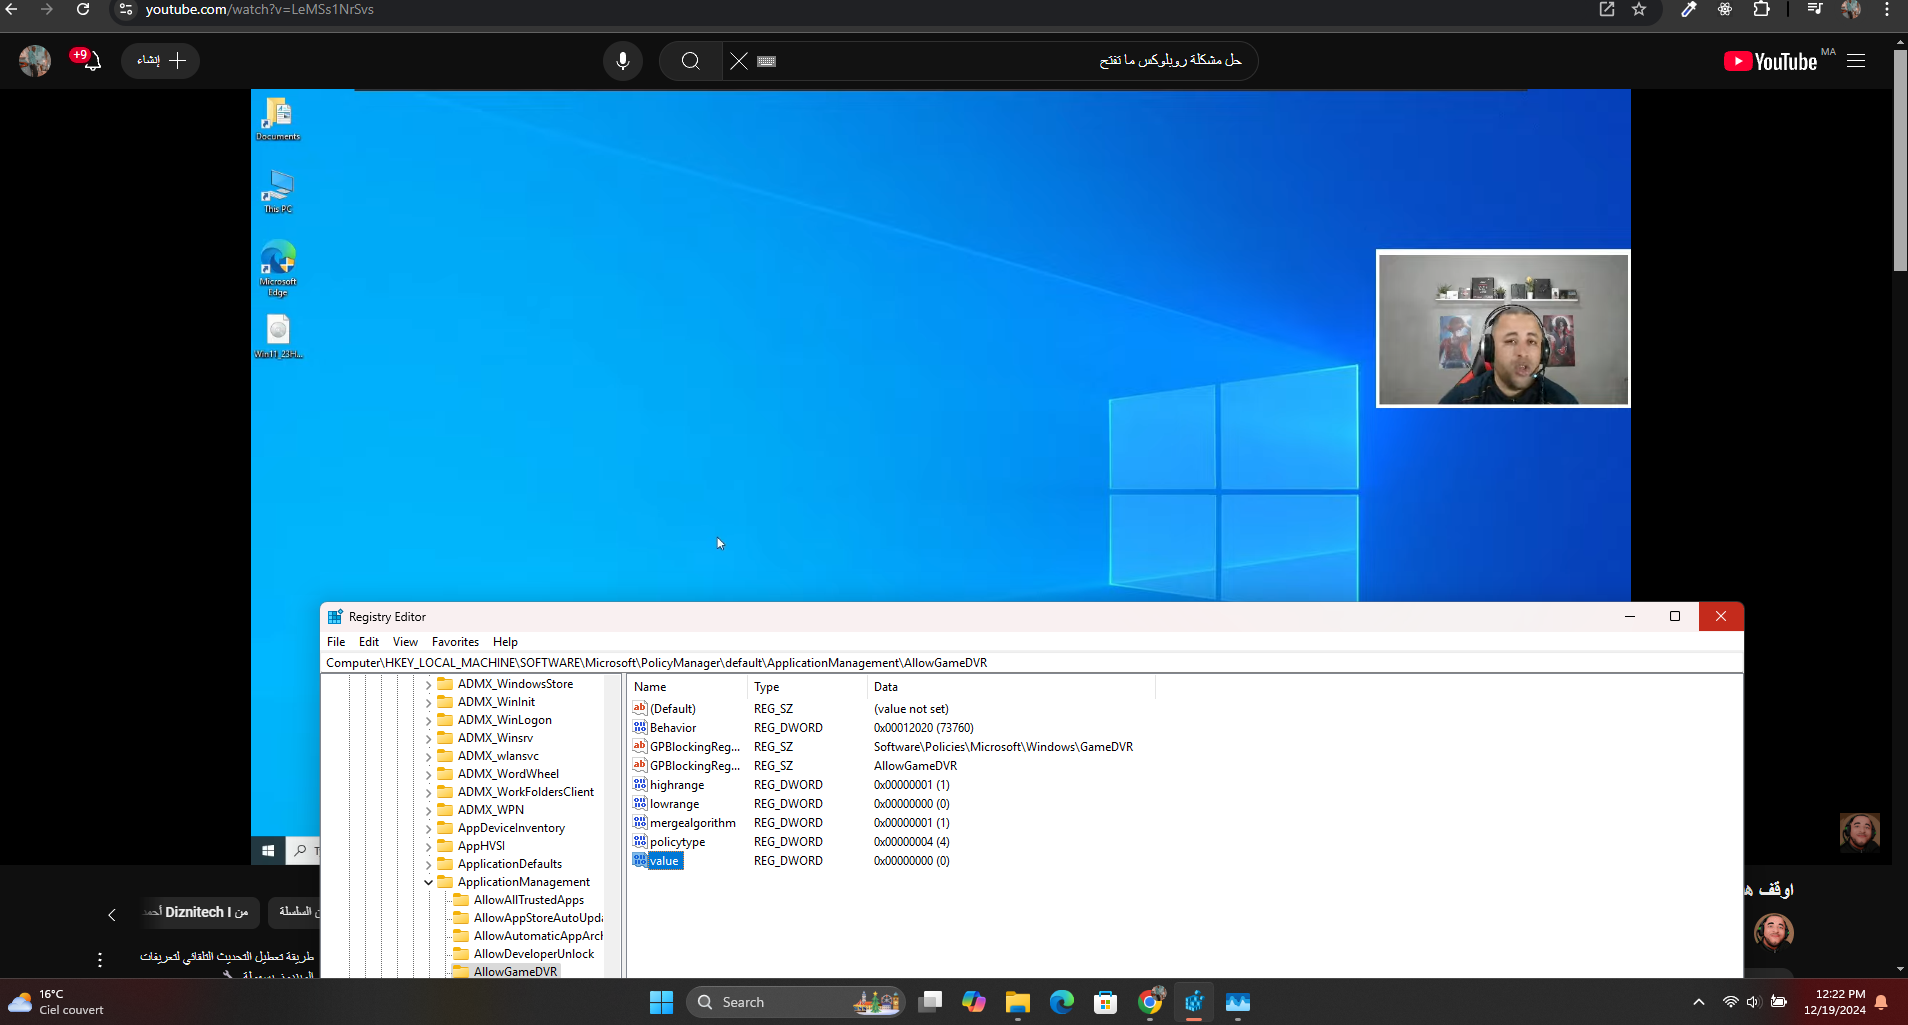 youtube.com/watch?v=LeMSs1NrSvs
+9
إنشاء
حل مشكلة روبلوكس ما تفتح
YouTube MA
Documents
This PC
Microsoft
Edge
Win11_23H...
Registry Editor
File Edit View Favorites Help
Computer\HKEY_LOCAL_MACHINE\SOFTWARE\Microsoft\PolicyManager\default\ApplicationManagement\AllowGameDVR
ADMX_WindowsStore
ADMX_WinInit
ADMX_WinLogon
ADMX_Winsrv
ADMX_wlansvc
ADMX_WordWheel
ADMX_WorkFoldersClient
ADMX_WPN
AppDeviceInventory
AppHVSI
ApplicationDefaults
ApplicationManagement
AllowAllTrustedApps
AllowAppStoreAutoUpda
AllowAutomaticAppArch
AllowDeveloperUnlock
AllowGameDVR
Name Type Data
(Default) REG_SZ (value not set)
Behavior REG_DWORD 0x00012020 (73760)
GPBlockingReg... REG_SZ Software\Policies\Microsoft\Windows\GameDVR
GPBlockingReg... REG_SZ AllowGameDVR
highrange REG_DWORD 0x00000001 (1)
lowrange REG_DWORD 0x00000000 (0)
mergealgorithm REG_DWORD 0x00000001 (1)
policytype REG_DWORD 0x00000004 (4)
value REG_DWORD 0x00000000 (0)
اوقف
من Diznitech I أحمد
السلسلة
طريقة تعطيل التحديث التلقائي لتعريفات
16°C
Ciel couvert
Search
12:22 PM
12/19/2024